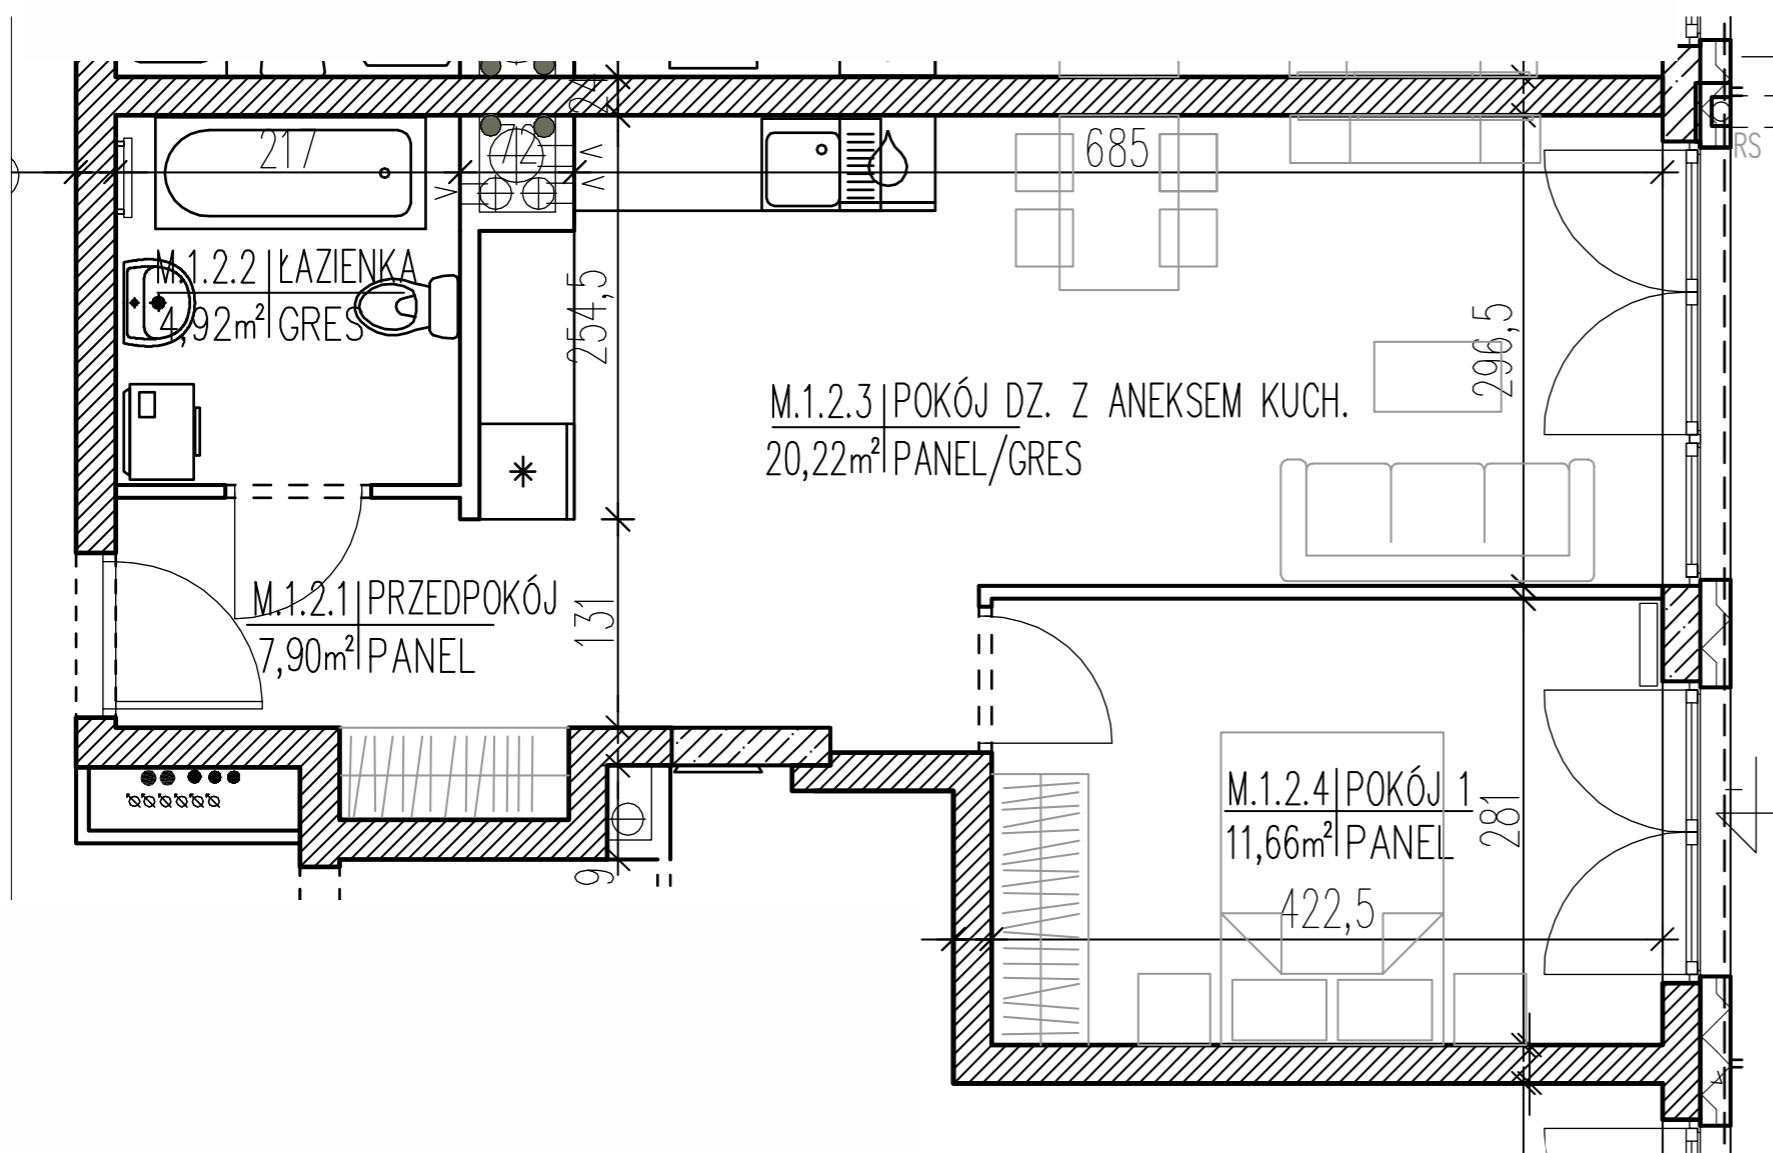 24
217
72
685
RS
M.1.2.2 ŁAZIENKA
4,92m² GRES
254,5
296,5
M.1.2.3 POKÓJ DZ. Z ANEKSEM KUCH.
20,22m² PANEL/GRES
M.1.2.1 PRZEDPOKÓJ
7,90m² PANEL
131
M.1.2.4 POKÓJ 1
11,66m² PANEL
281
422,5
9